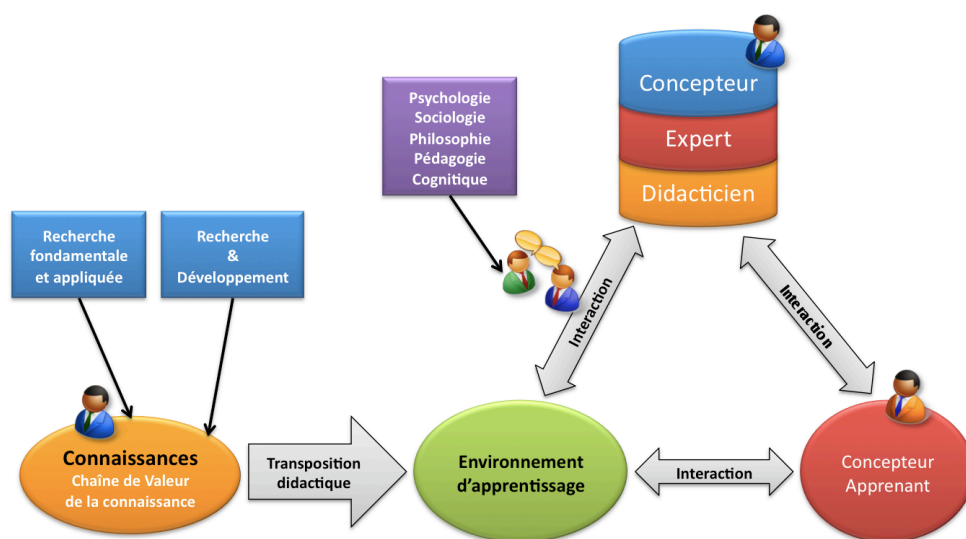 Concepteur
Expert
Didacticien
Psychologie
Sociologie
Philosophie
Pédagogie
Cognitique
Recherche
fondamentale
et appliquée
Recherche
&
Développement
Interaction
Interaction
Connaissances
Chaîne de Valeur
de la connaissance
Transposition
didactique
Environnement
d'apprentissage
Interaction
Concepteur
Apprenant